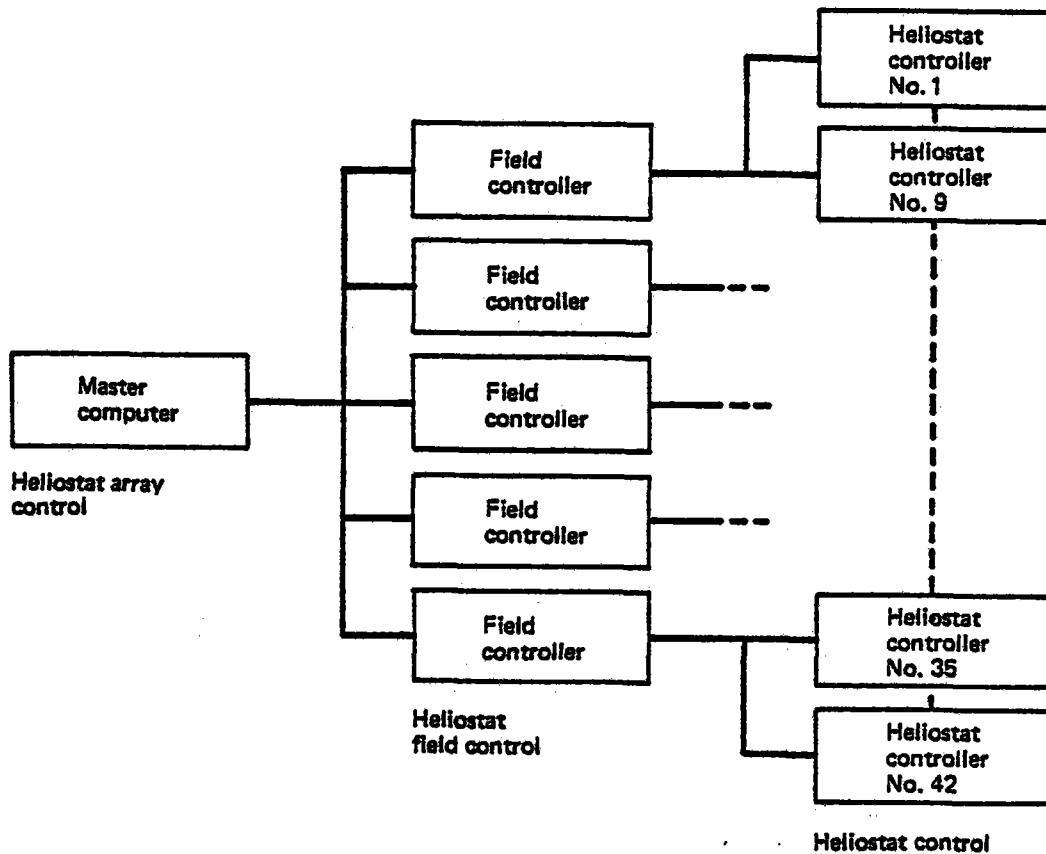 Heliostat
controller
No. 1
Heliostat
controller
No. 9
Field
controller
Field
controller
Master
computer
Heliostat array
control
Field
controller
Field
controller
Field
controller
Heliostat
field control
Heliostat
controller
No. 35
Heliostat
controller
No. 42
Heliostat control